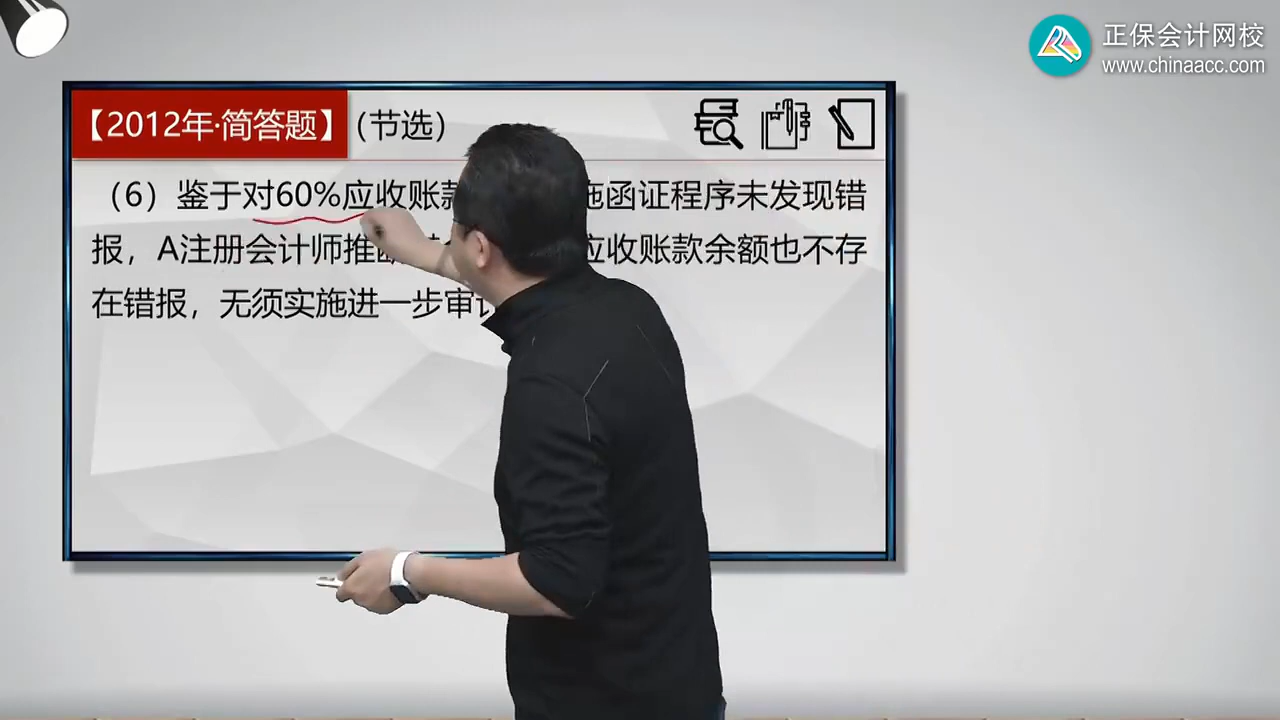 正保会计网校
www.chinaacc.com
【2012年·简答题】(节选)
(6)鉴于对60%应收账 施函证程序未发现错
报,A注册会计师推 应收账款余额也不存
在错报,无须实施进一步审